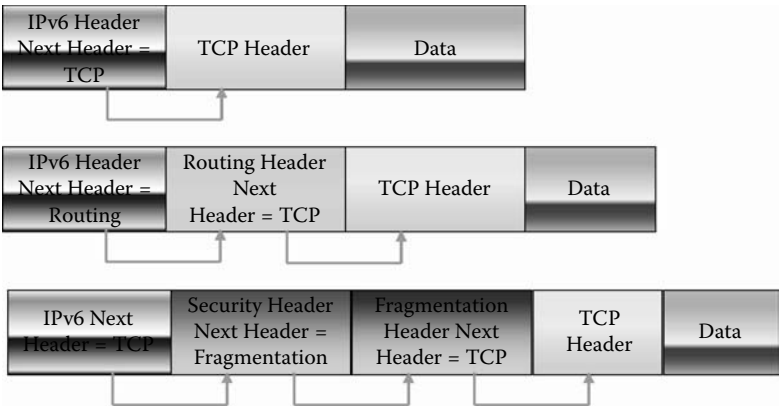 IPv6 Header
Next Header =
TCP
TCP Header
Data
IPv6 Header
Next Header =
Routing
Routing Header
Next
Header = TCP
TCP Header
Data
IPv6 Next
Header = TCP
Security Header
Next Header =
Fragmentation
Fragmentation
Header Next
Header = TCP
TCP
Header
Data